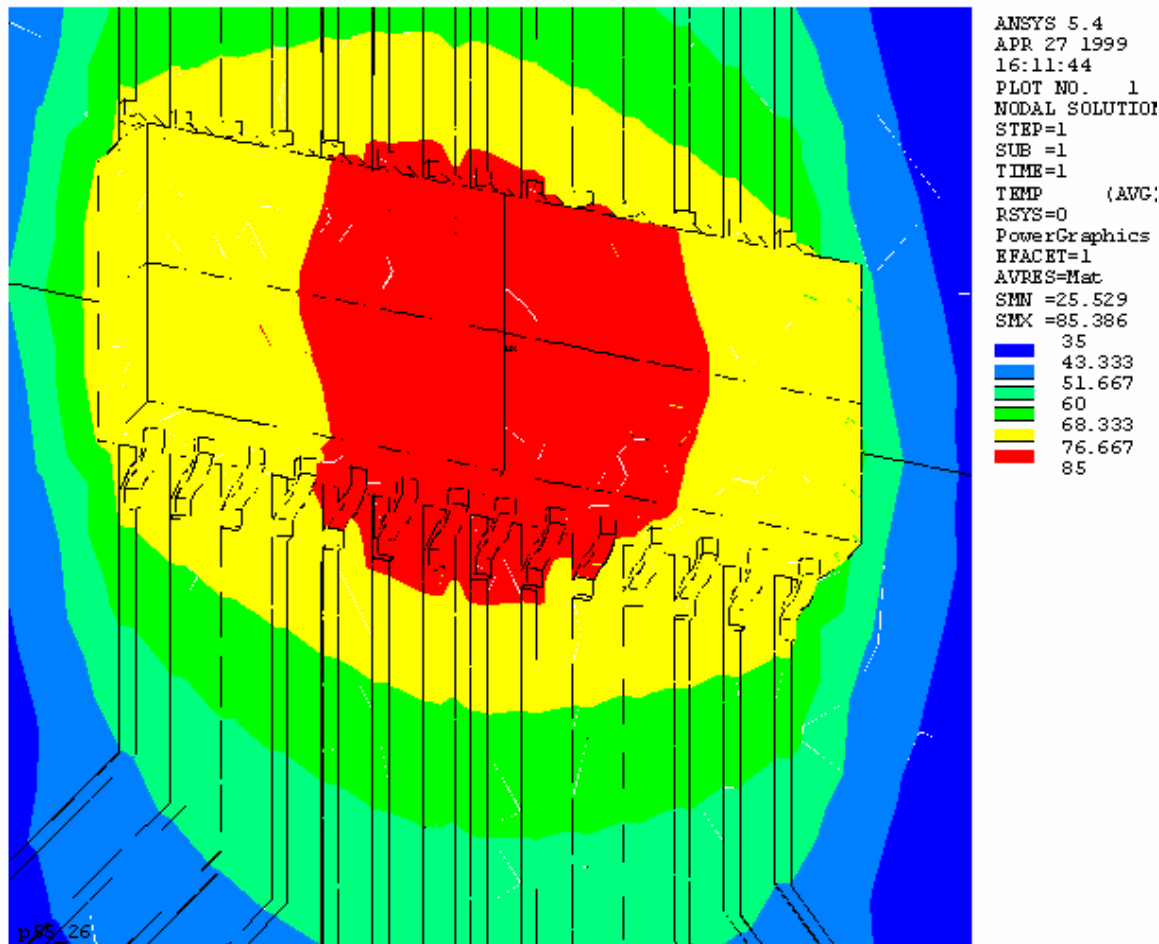 ANSYS 5.4
APR 27 1999
16:11:44
PLOT NO. 1
NODAL SOLUTION
STEP=1
SUB =1
TIME=1
TEMP (AVG)
RSYS=0
PowerGraphics
EFACET=1
AVRES=Mat
SMN =25.529
SMX =85.386
35
43.333
51.667
60
68.333
76.667
85